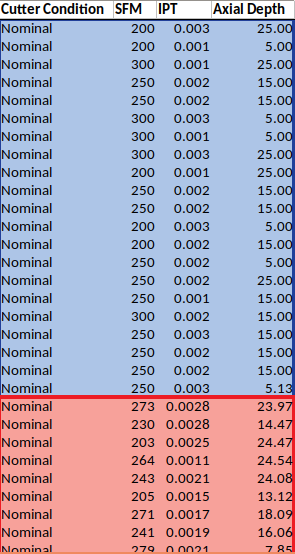 Cutter Condition SFM IPT Axial Depth
Nominal 200 0.003 25.00
Nominal 200 0.001 5.00
Nominal 300 0.001 25.00
Nominal 250 0.002 25.00
Nominal 250 0.002 15.00
Nominal 300 0.003 5.00
Nominal 300 0.001 5.00
Nominal 300 0.003 25.00
Nominal 200 0.001 25.00
Nominal 250 0.002 15.00
Nominal 250 0.002 15.00
Nominal 200 0.003 5.00
Nominal 200 0.002 15.00
Nominal 250 0.002 5.00
Nominal 250 0.002 25.00
Nominal 250 0.001 15.00
Nominal 300 0.002 15.00
Nominal 250 0.003 15.00
Nominal 250 0.002 15.00
Nominal 250 0.002 15.00
Nominal 250 0.003 5.13
Nominal 273 0.0028 23.97
Nominal 230 0.0028 14.47
Nominal 203 0.0025 24.47
Nominal 264 0.0011 24.54
Nominal 243 0.0021 24.08
Nominal 205 0.0015 13.12
Nominal 271 0.0017 18.09
Nominal 241 0.0019 16.06
Nominal 279 0.0021 7.85